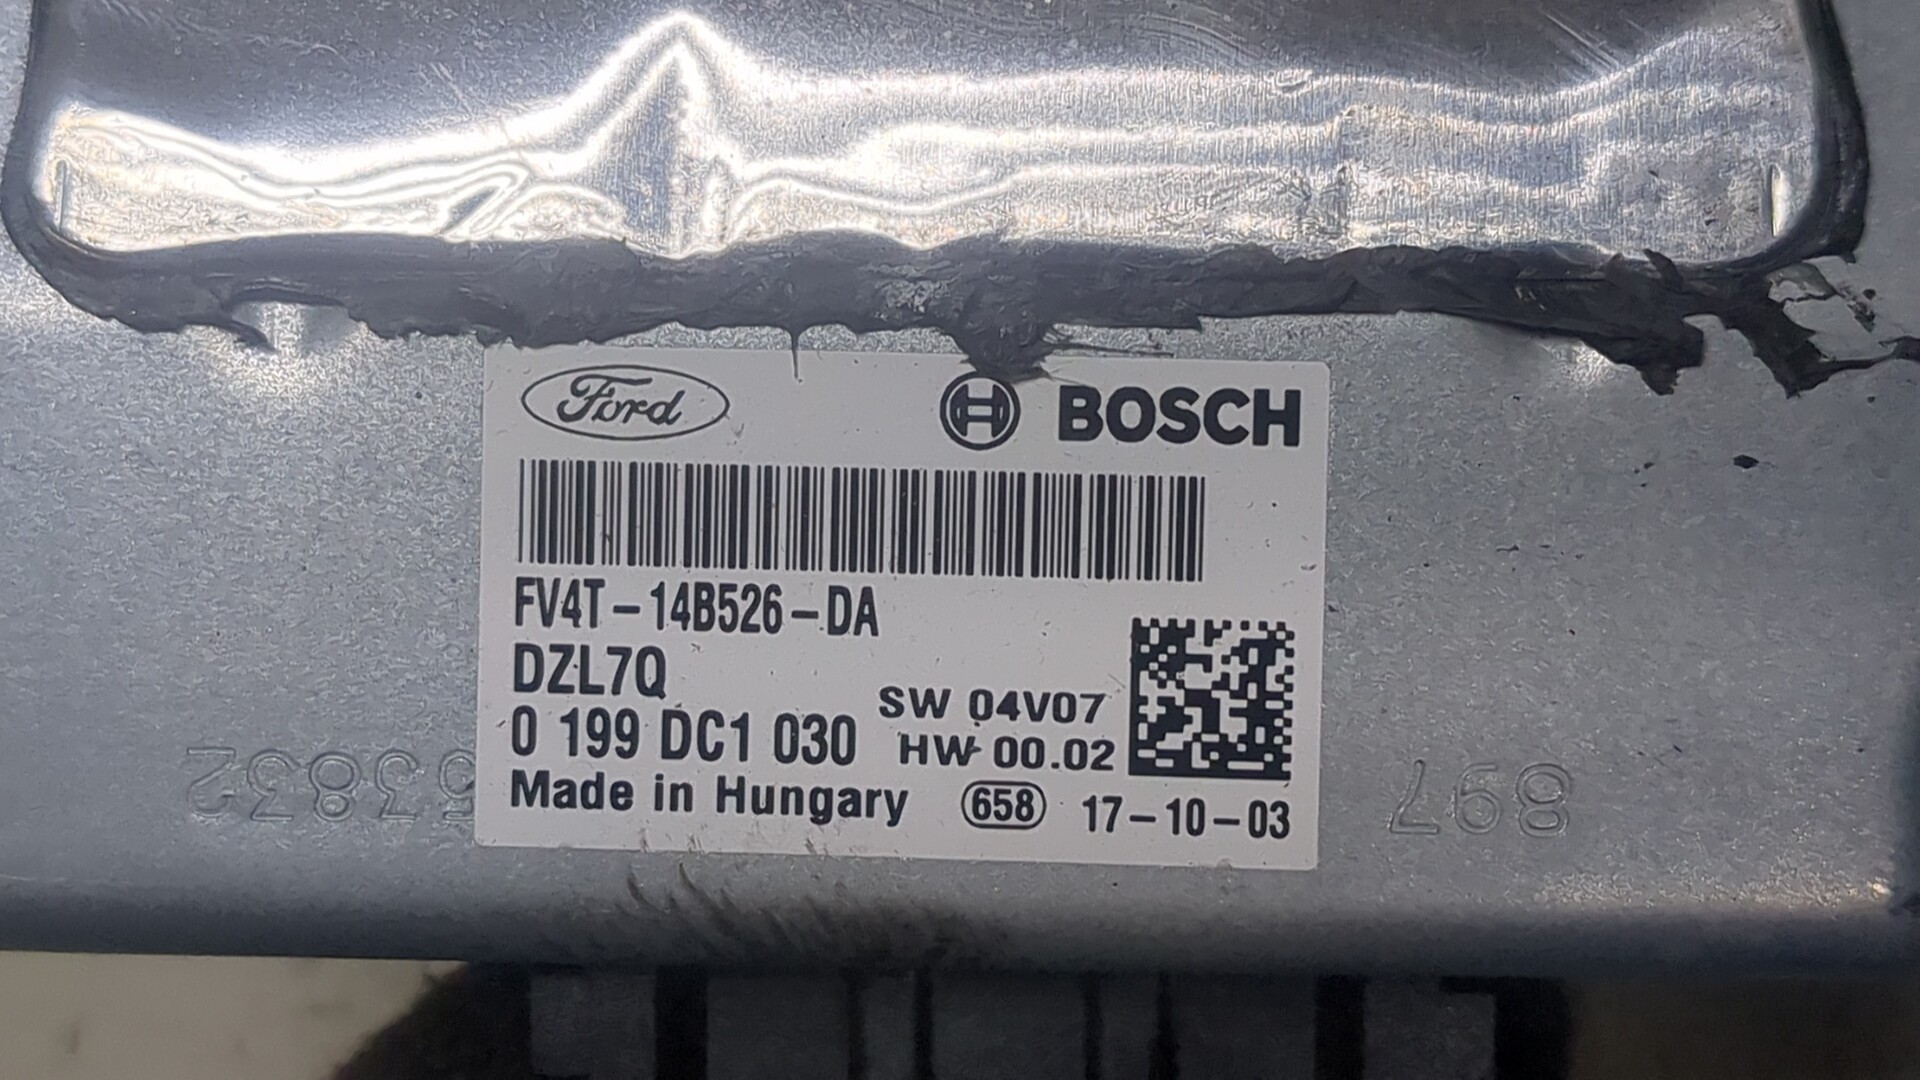 Ford BOSCH
FV4T-14B526-DA
DZL7Q
SW 04V07
0 199 DC1 030
HW 00.02
Made in Hungary 658 17-10-03
897